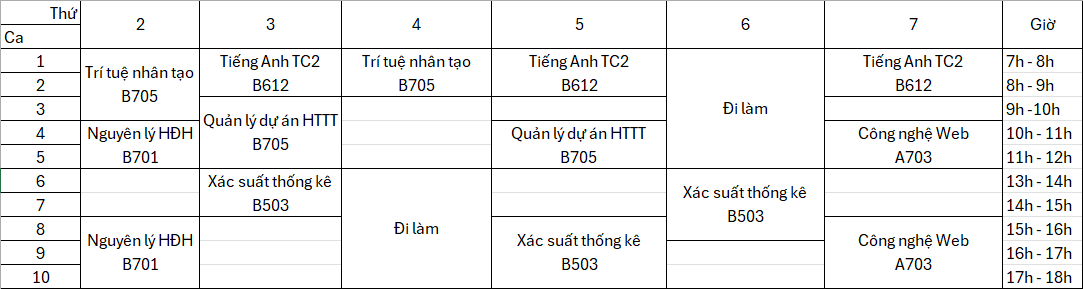 Thứ
Ca
2 3 4 5 6 7 Giờ
1 Tiếng Anh TC2 Trí tuệ nhân tạo Tiếng Anh TC2 Tiếng Anh TC2 7h - 8h
Trí tuệ nhân tạo
2 B612 B705 B612 B612 8h - 9h
B705
3 9h -10h
Quản lý dự án HTTT Đi làm
4 Nguyên lý HĐH Quản lý dự án HTTT Công nghệ Web 10h - 11h
B705
5 B701 B705 A703 11h - 12h
6 Xác suất thống kê 13h - 14h
Xác suất thống kê
7 B503 14h - 15h
B503
8 Đi làm 15h - 16h
Nguyên lý HĐH Xác suất thống kê Công nghệ Web
9 16h - 17h
B701 B503 A703
10 17h - 18h